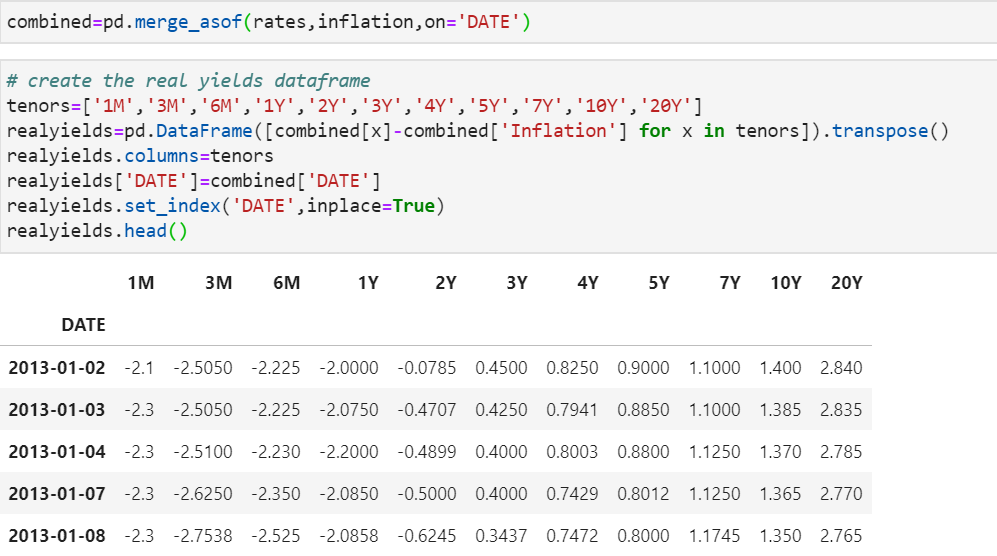 combined=pd.merge_asof(rates,inflation,on='DATE')
# create the real yields dataframe
tenors=['1M','3M','6M','1Y','2Y','3Y','4Y','5Y','7Y','10Y','20Y']
realyields=pd.DataFrame([combined[x]-combined['Inflation'] for x in tenors]).transpose()
realyields.columns=tenors
realyields['DATE']=combined['DATE']
realyields.set_index('DATE',inplace=True)
realyields.head()
1M 3M 6M 1Y 2Y 3Y 4Y 5Y 7Y 10Y 20Y
DATE
2013-01-02 -2.1 -2.5050 -2.225 -2.0000 -0.0785 0.4500 0.8250 0.9000 1.1000 1.400 2.840
2013-01-03 -2.3 -2.5050 -2.225 -2.0750 -0.4707 0.4250 0.7941 0.8850 1.1000 1.385 2.835
2013-01-04 -2.3 -2.5100 -2.230 -2.2000 -0.4899 0.4000 0.8003 0.8800 1.1250 1.370 2.785
2013-01-07 -2.3 -2.6250 -2.350 -2.0850 -0.5000 0.4000 0.7429 0.8012 1.1250 1.365 2.770
2013-01-08 -2.3 -2.7538 -2.525 -2.0858 -0.6245 0.3437 0.7472 0.8000 1.1745 1.350 2.765